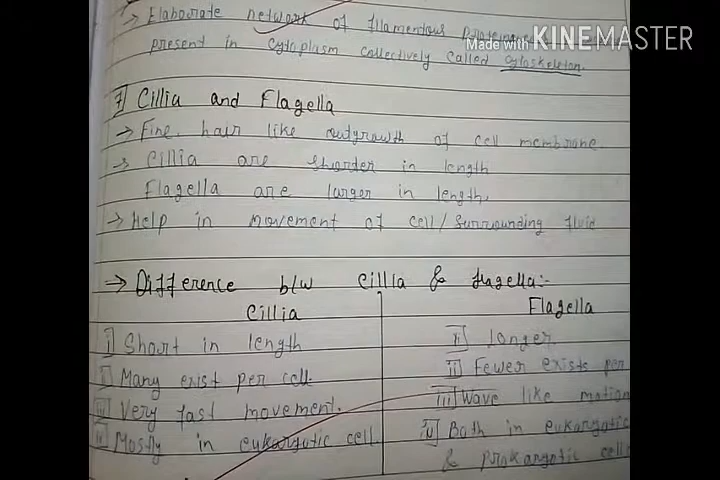 → Elaborate network of filamentous
Made with KINEMASTER
present in cytoplasm collectively called cytoskeleton.
7] Cillia and Flagella
→ Fine hair like outgrowth of cell membrane.
→ Cillia are shorder in length
Flagella are larger in length.
→ Help in movement of cell/surrounding fluid
→ Difference b/w Cillia & flagella:-
Cillia
Flagella
i] Short in length
i] Many exist per cell.
iii] Very fast movement.
ii] Mostly in eukaryotic cell.
ii] longer
ii] Fewer exists per
iii] Wave like motion
iv] Both in eukaryotic
& prokaryotic cell